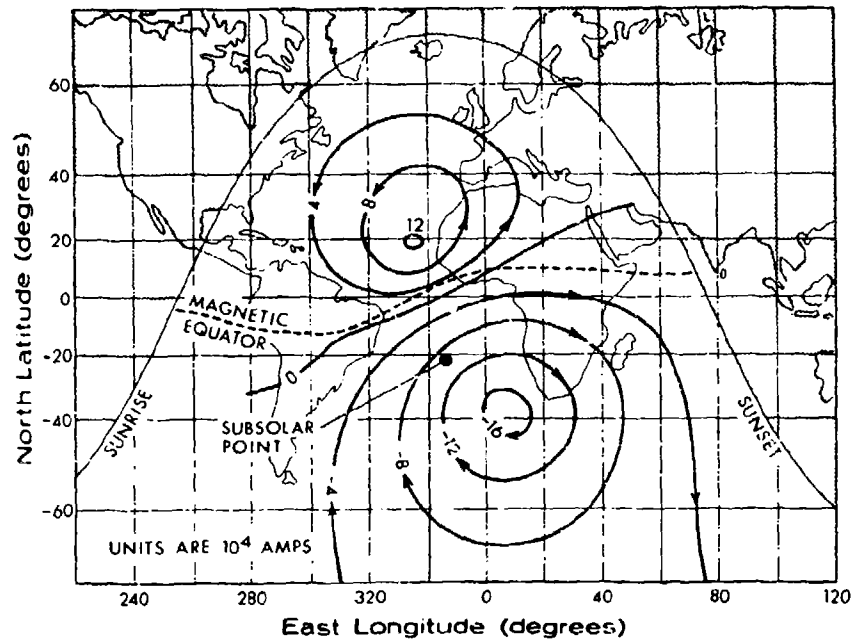 North Latitude (degrees)
60
40
20
0
-20
-40
-60
4
8
12
0
0
MAGNETIC
EQUATOR
SUNRISE
SUNSET
SUBSOLAR
POINT
-16
-12
-8
-4
UNITS ARE 10⁴ AMPS
240
280
320
0
40
80
120
East Longitude (degrees)